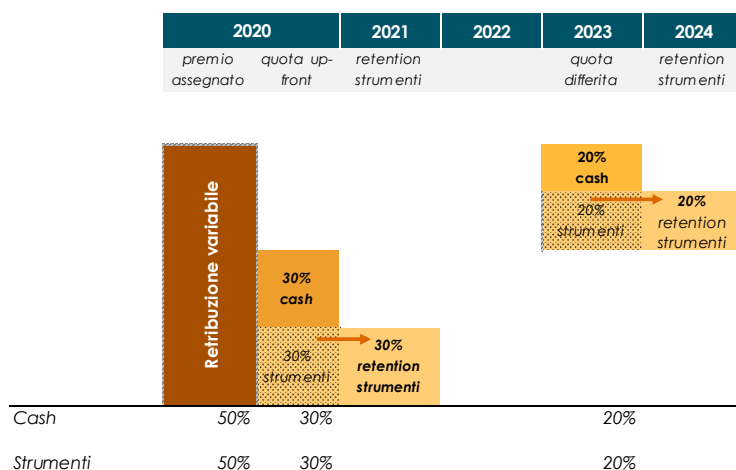 2020 2021 2022 2023 2024
premio assegnato quota up-front retention strumenti quota differita retention strumenti
Retribuzione variabile
20%
cash
20%
strumenti
20%
retention
strumenti
30%
cash
30%
strumenti
30%
retention
strumenti
Cash 50% 30% 20%
Strumenti 50% 30% 20%